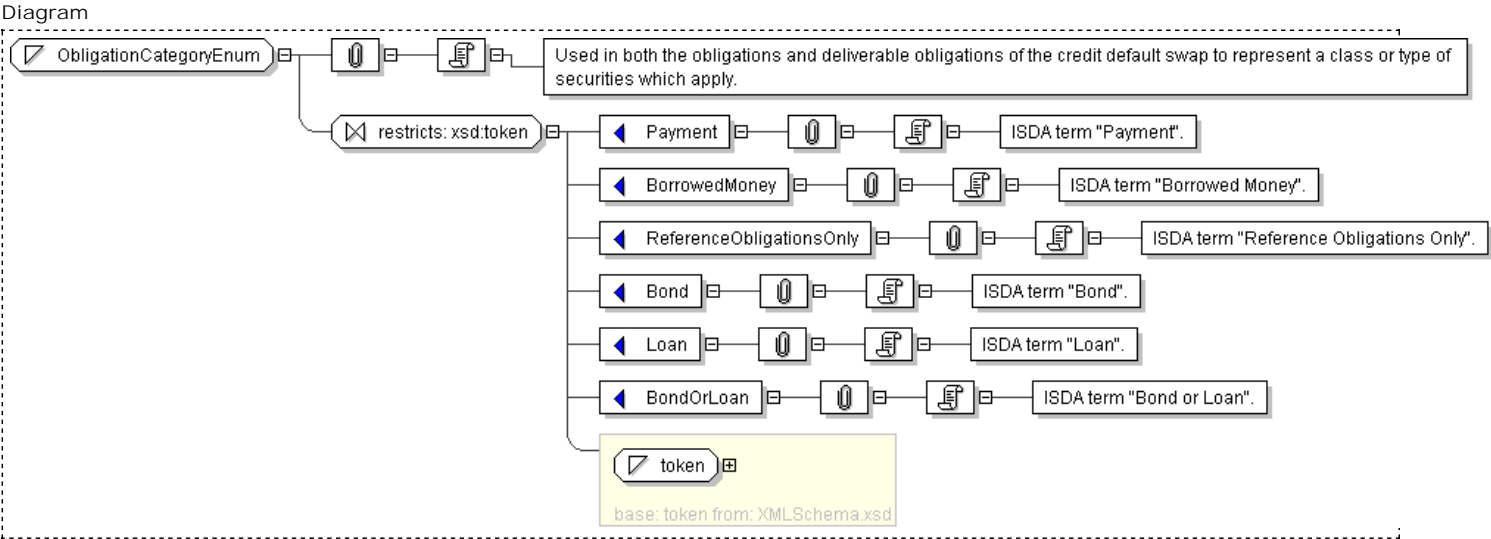 Diagram
ObligationCategoryEnum
Used in both the obligations and deliverable obligations of the credit default swap to represent a class or type of
securities which apply.
restricts: xsd:token
Payment
ISDA term "Payment".
BorrowedMoney
ISDA term "Borrowed Money".
ReferenceObligationsOnly
ISDA term "Reference Obligations Only".
Bond
ISDA term "Bond".
Loan
ISDA term "Loan".
BondOrLoan
ISDA term "Bond or Loan".
token
base: token from: XMLSchema.xsd